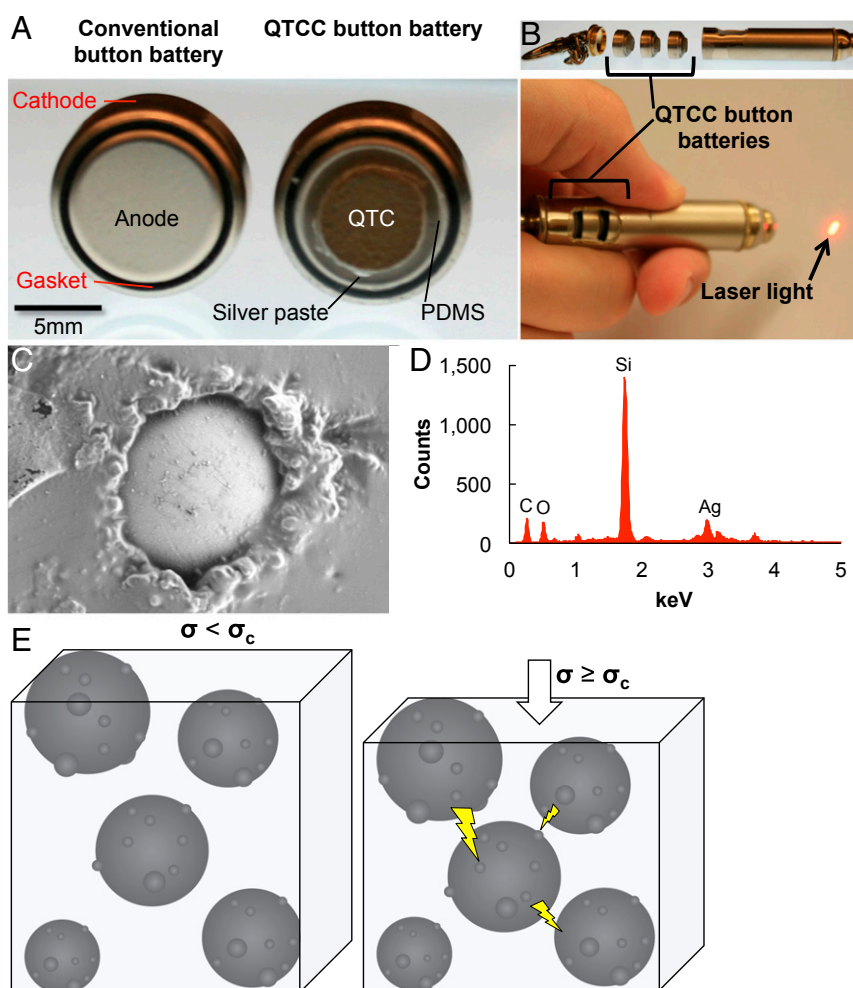 A
Conventional
button battery
QTCC button battery
Cathode
Anode
Gasket
QTC
Silver paste
PDMS
5mm
B
QTCC button
batteries
Laser light
C
D
1,500
1,000
500
0
Counts
Si
C
O
Ag
0
1
2
3
4
5
keV
E
σ < σc
σ ≥ σc